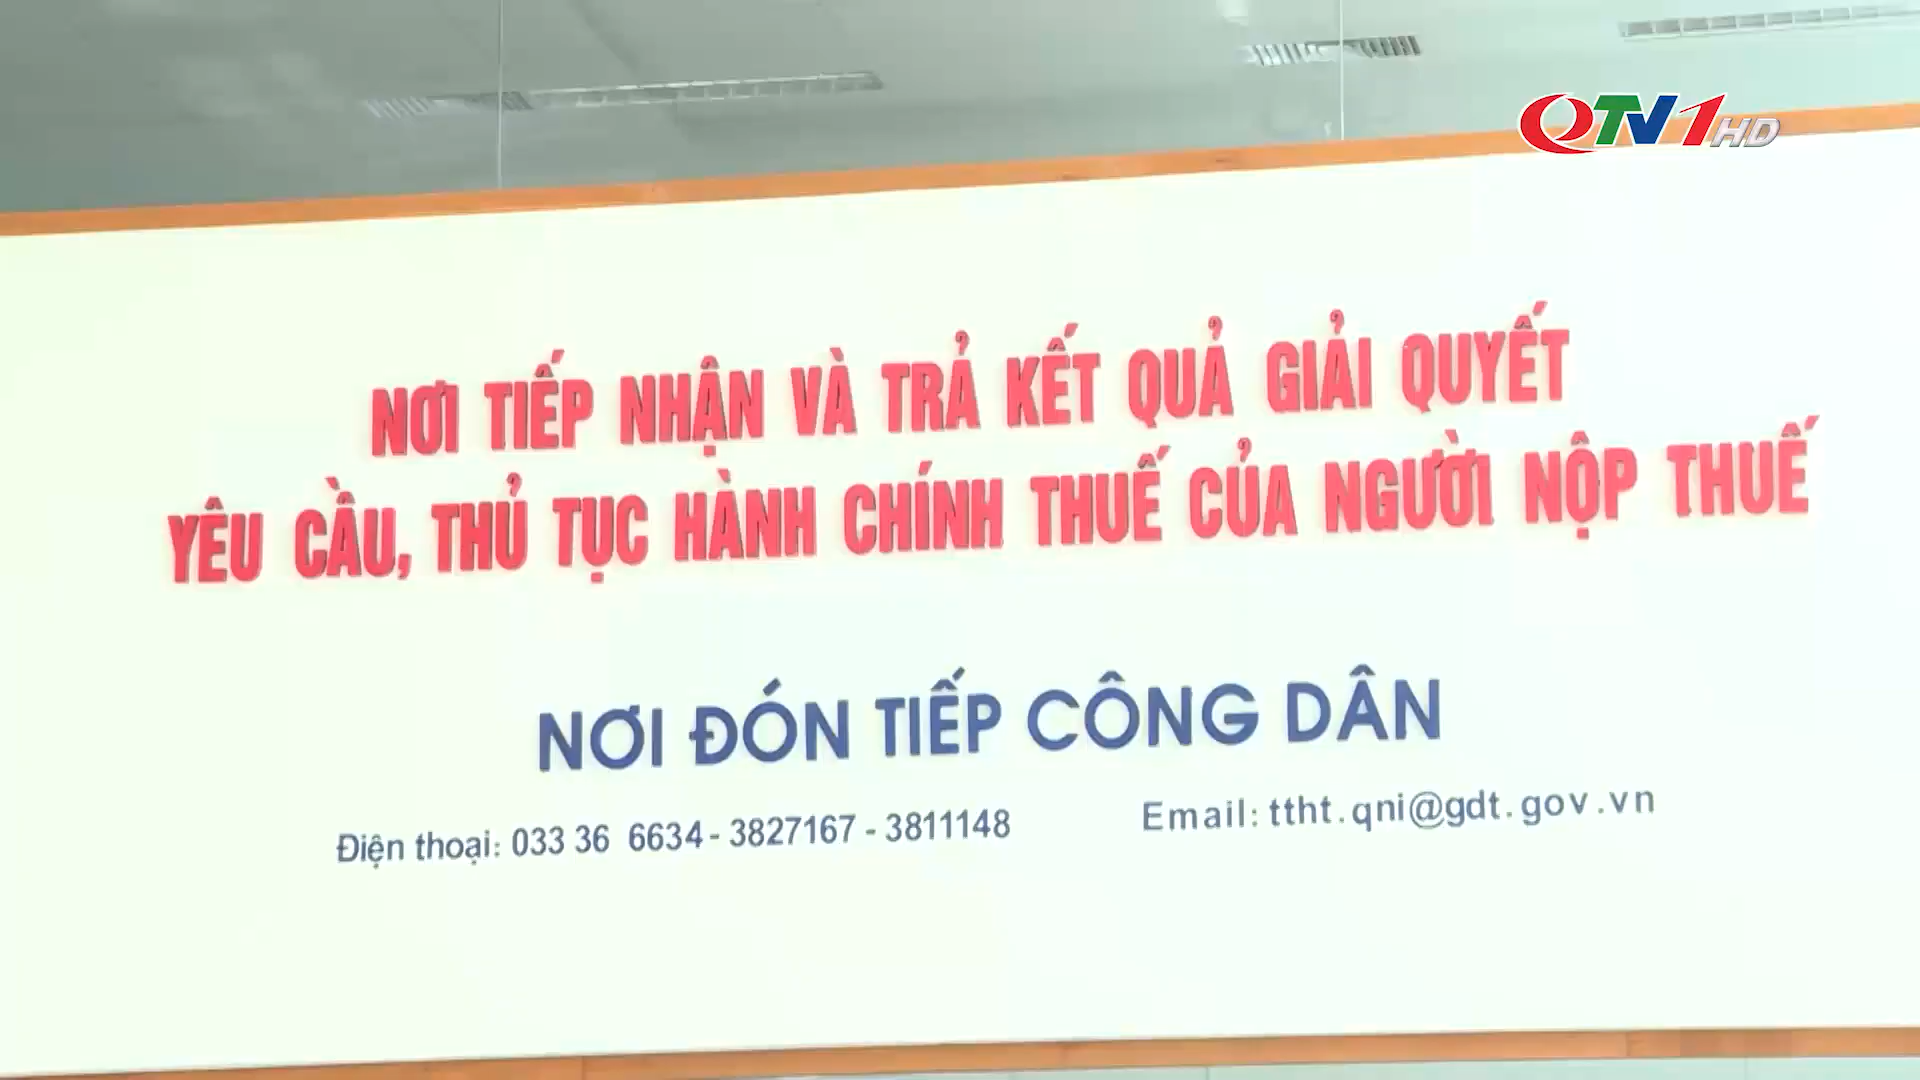 QTV1HD
NƠI TIẾP NHẬN VÀ TRẢ KẾT QUẢ GIẢI QUYẾT
YÊU CẦU, THỦ TỤC HÀNH CHÍNH THUẾ CỦA NGƯỜI NỘP THUẾ
NƠI ĐÓN TIẾP CÔNG DÂN
Điện thoại: 033 36 6634 - 3827167 - 3811148 Email: ttht.qni@gdt.gov.vn